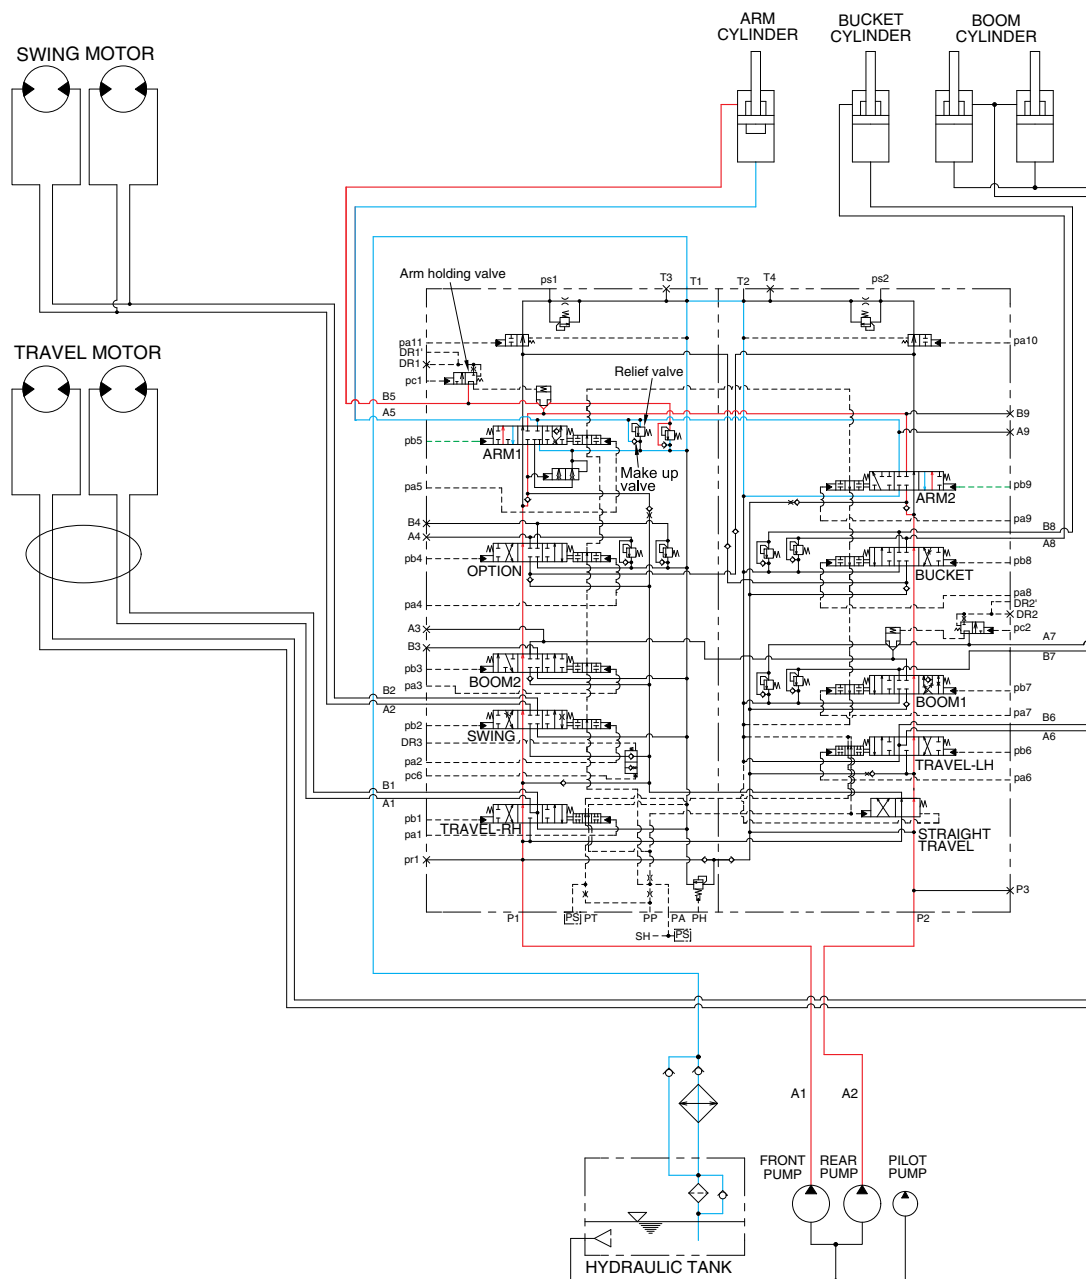 ARM
CYLINDER
BUCKET
CYLINDER
BOOM
CYLINDER
SWING MOTOR
TRAVEL MOTOR
Arm holding valve
ps1
T3
T1
T2
T4
ps2
pa11
DR1'
DR1
pc1
B5
A5
pb5
ARM1
pa5
Relief valve
Make up
valve
pa10
B9
A9
pb9
ARM2
pa9
B4
A4
pb4
OPTION
pa4
B8
A8
pb8
BUCKET
pa8
DR2'
DR2
pc2
A3
B3
pb3
BOOM2
pa3
B2
A2
pb2
SWING
DR3
pa2
pc6
A7
B7
pb7
BOOM1
pa7
B6
A6
pb6
TRAVEL-LH
pa6
B1
A1
pb1
TRAVEL-RH
pa1
pr1
STRAIGHT
TRAVEL
P3
P1
PS
PT
PP
PA
PH
P2
SH
PS
A1
A2
FRONT
PUMP
REAR
PUMP
PILOT
PUMP
HYDRAULIC TANK